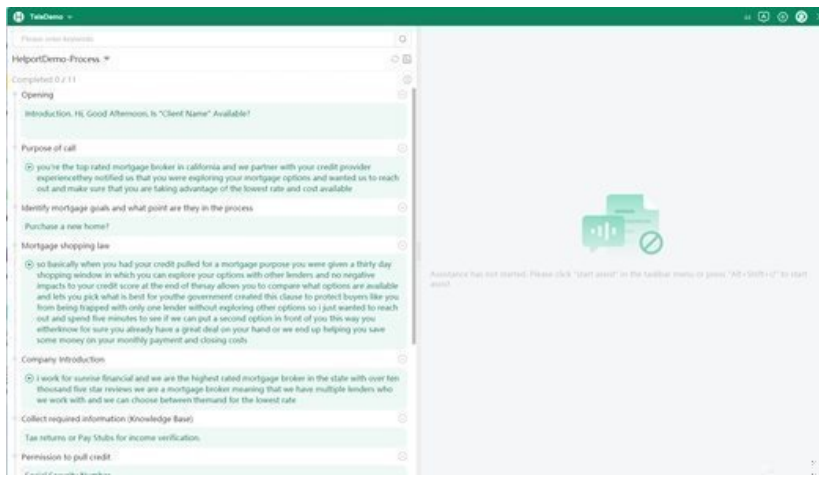 TeleDemo
Please enter keywords
HelportDemo-Process
Completed 0 / 11
Opening
Introduction. Hi, Good Afternoon, Is "Client Name" Available?
Purpose of call
you're the top rated mortgage broker in california and we partner with your credit provider
experiencethey notified us that you were exploring your mortgage options and wanted us to reach
out and make sure that you are taking advantage of the lowest rate and cost available
Identify mortgage goals and what point are they in the process
Purchase a new home?
Mortgage shopping law
so basically when you had your credit pulled for a mortgage purpose you were given a thirty day
shopping window in which you can explore your options with other lenders and no negative
impacts to your credit score at the end of thersay allows you to compare what options are available
and lets you pick what is best for youthe government created this clause to protect buyers like you
from being trapped with only one lender without exploring other options so i just wanted to reach
out and spend five minutes to see if we can put a second option in front of you this way you
eitherknow for sure you already have a great deal on your hand or we end up helping you save
some money on your monthly payment and closing costs
Company Introduction
i work for sunrise financial and we are the highest rated mortgage broker in the state with over ten
thousand five star reviews we are a mortgage broker meaning that we have multiple lenders who
we work with and we can choose between themand for the lowest rate
Collect required information (Knowledge Base)
Tax returns or Pay Stubs for income verification.
Permission to pull credit
Social Security Number
Assistance has not started. Please click "start assist" in the taskbar menu or press "Alt+Shift+U" to start
assist